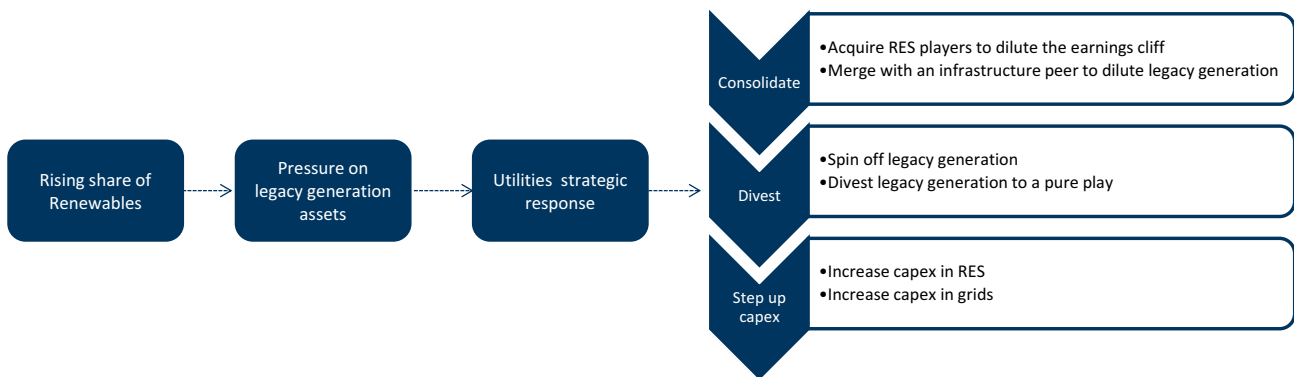 Rising share of
Renewables
Pressure on
legacy generation
assets
Utilities strategic
response
Consolidate
•Acquire RES players to dilute the earnings cliff
•Merge with an infrastructure peer to dilute legacy generation
Divest
•Spin off legacy generation
•Divest legacy generation to a pure play
Step up
capex
•Increase capex in RES
•Increase capex in grids